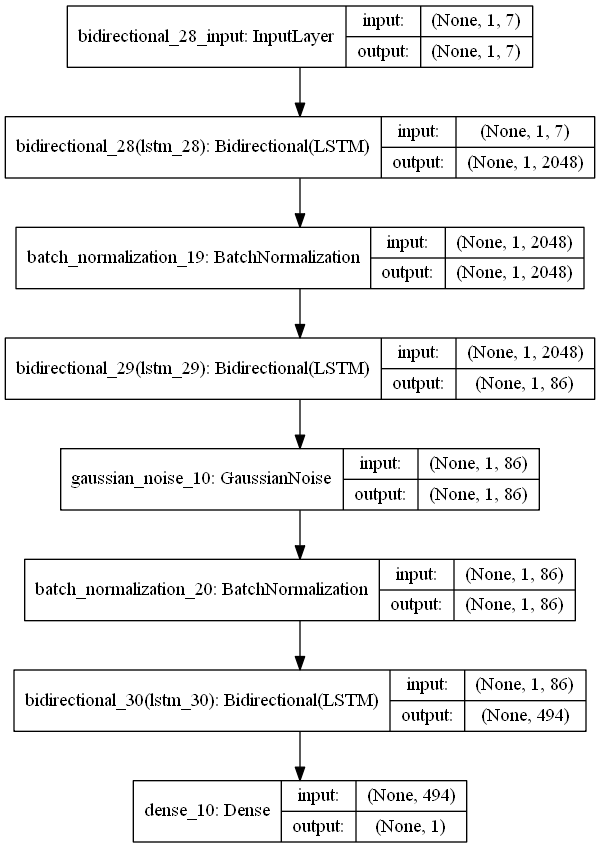 bidirectional_28_input: InputLayer
input: (None, 1, 7)
output: (None, 1, 7)
bidirectional_28(lstm_28): Bidirectional(LSTM)
input: (None, 1, 7)
output: (None, 1, 2048)
batch_normalization_19: BatchNormalization
input: (None, 1, 2048)
output: (None, 1, 2048)
bidirectional_29(lstm_29): Bidirectional(LSTM)
input: (None, 1, 2048)
output: (None, 1, 86)
gaussian_noise_10: GaussianNoise
input: (None, 1, 86)
output: (None, 1, 86)
batch_normalization_20: BatchNormalization
input: (None, 1, 86)
output: (None, 1, 86)
bidirectional_30(lstm_30): Bidirectional(LSTM)
input: (None, 1, 86)
output: (None, 494)
dense_10: Dense
input: (None, 494)
output: (None, 1)